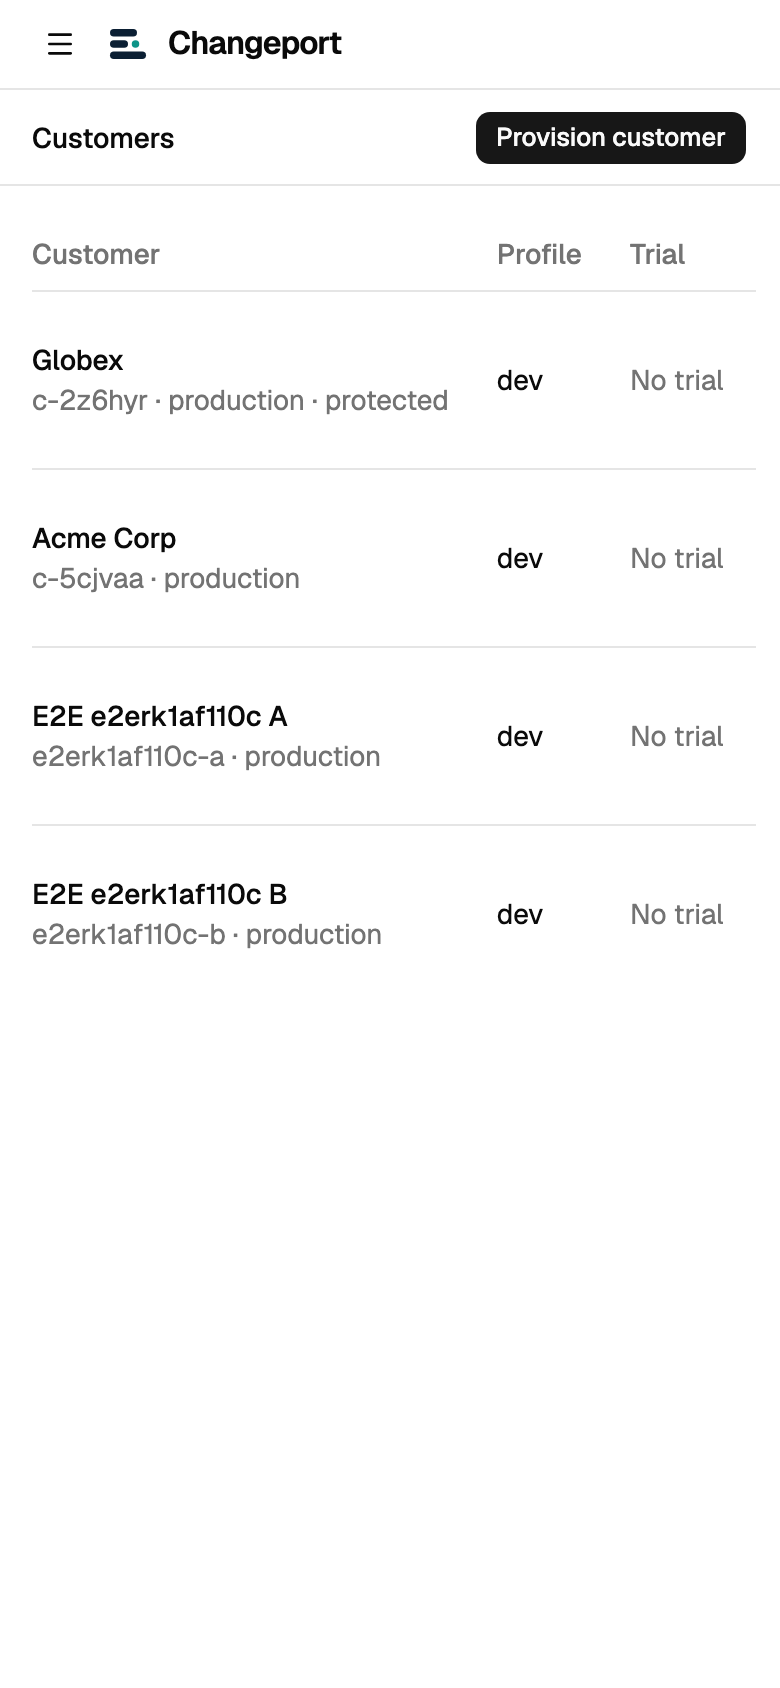 Changeport
Customers
Provision customer
Customer Profile Trial
Globex
c-2z6hyr · production · protected
dev
No trial
Acme Corp
c-5cjvaa · production
dev
No trial
E2E e2erk1af110c A
e2erk1af110c-a · production
dev
No trial
E2E e2erk1af110c B
e2erk1af110c-b · production
dev
No trial